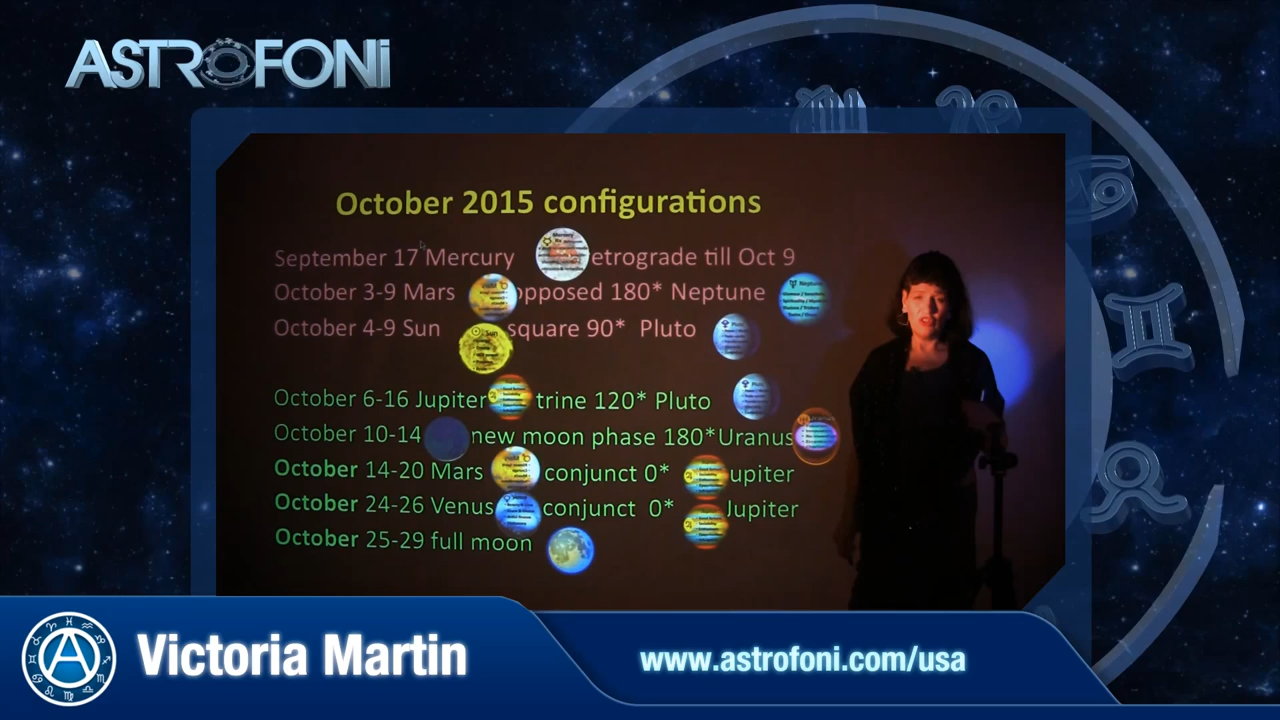 ASTROFONi
October 2015 configurations
September 17 Mercury etrograde till Oct 9
October 3-9 Mars opposed 180* Neptune
October 4-9 Sun square 90* Pluto
October 6-16 Jupiter trine 120* Pluto
October 10-14 new moon phase 180*Uranus
October 14-20 Mars conjunct 0* upiter
October 24-26 Venus conjunct 0* Jupiter
October 25-29 full moon
Victoria Martin
www.astrofoni.com/usa